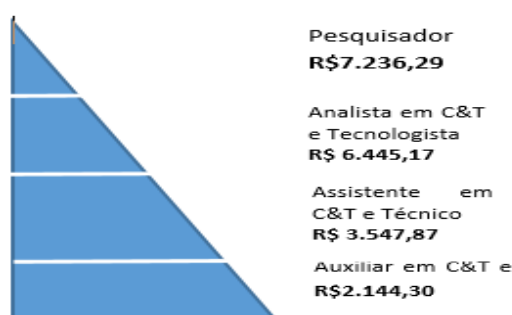 Pesquisador
R$7.236,29
Analista em C&T
e Tecnologista
R$ 6.445,17
Assistente em
C&T e Técnico
R$ 3.547,87
Auxiliar em C&T e
R$2.144,30